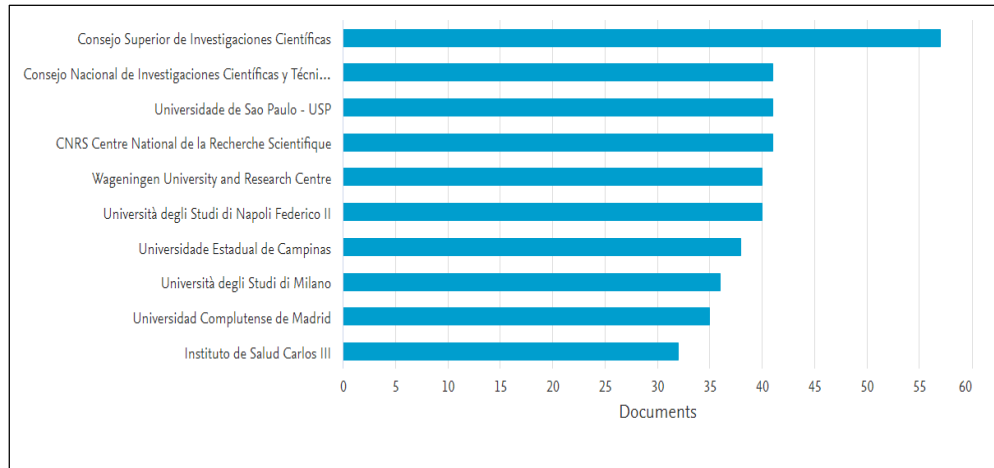 Consejo Superior de Investigaciones Científicas
Consejo Nacional de Investigaciones Científicas y Técni...
Universidade de Sao Paulo - USP
CNRS Centre National de la Recherche Scientifique
Wageningen University and Research Centre
Università degli Studi di Napoli Federico II
Universidade Estadual de Campinas
Università degli Studi di Milano
Universidad Complutense de Madrid
Instituto de Salud Carlos III
0 5 10 15 20 25 30 35 40 45 50 55 60
Documents